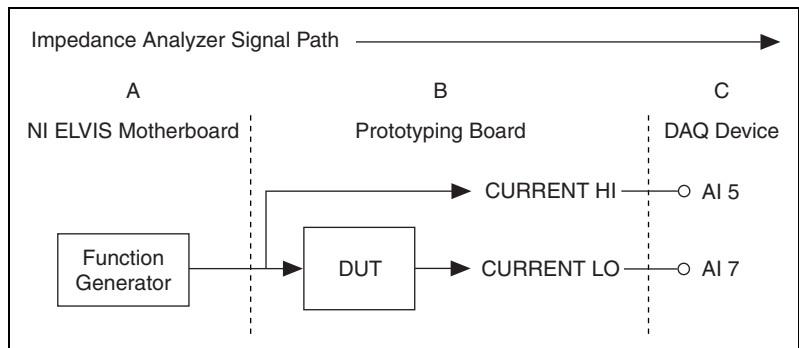 Impedance Analyzer Signal Path
A
B
C
NI ELVIS Motherboard
Prototyping Board
DAQ Device
CURRENT HI
AI 5
Function
Generator
DUT
CURRENT LO
AI 7